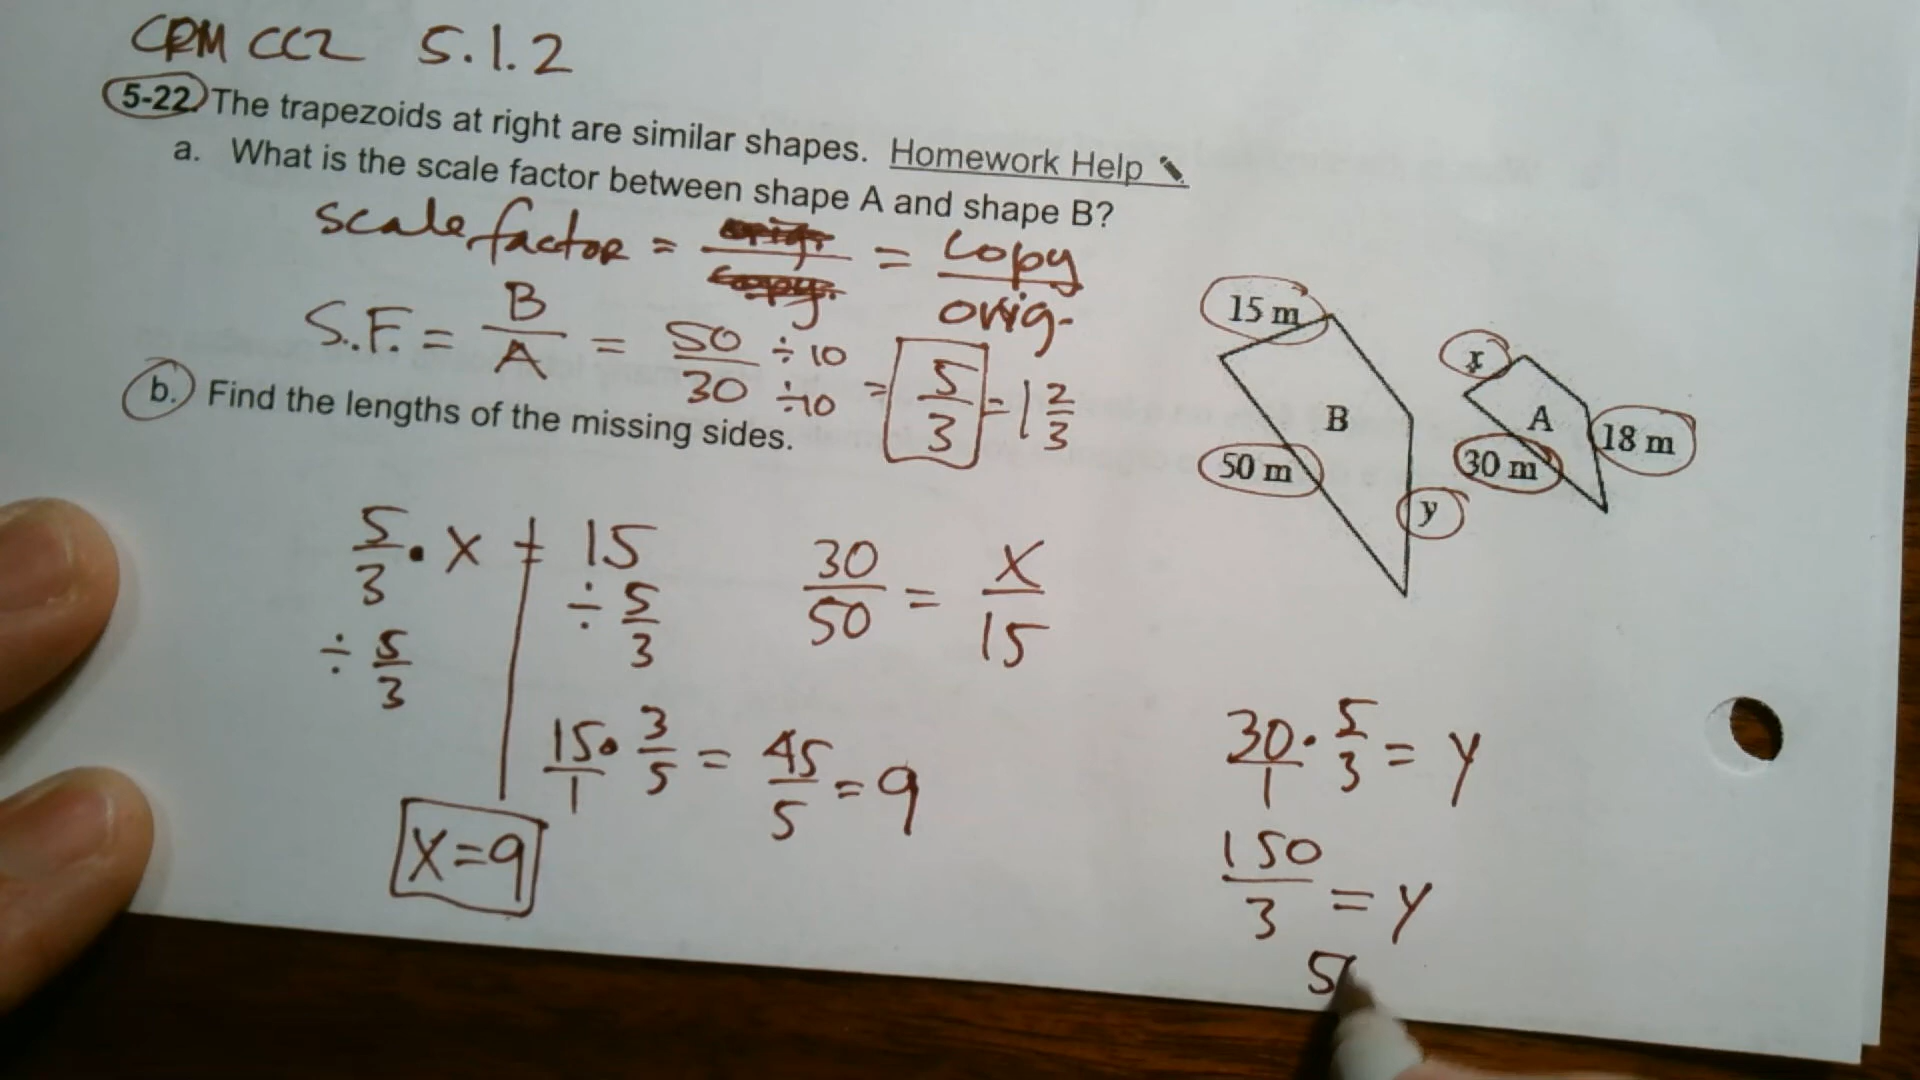 CPM CC2 5.1.2
5-22. The trapezoids at right are similar shapes. Homework Help
a. What is the scale factor between shape A and shape B?
scale factor = orig. / copy = copy / orig.
S.F. = B / A = 50 / 30 ÷10 / ÷10 = 5/3 = 1 2/3
b. Find the lengths of the missing sides.
15 m
x
B
A
18 m
50 m
30 m
y
5/3 • x = 15
÷ 5/3 ÷ 5/3
30/50 = x/15
15/1 • 3/5 = 45/5 = 9
x=9
30/1 • 5/3 = y
150/3 = y
5